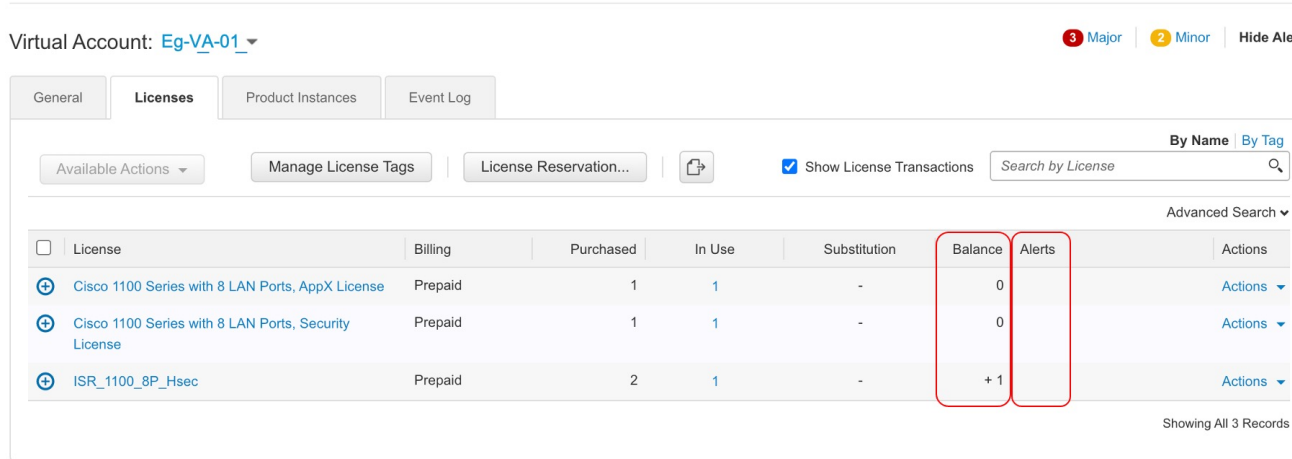 Virtual Account: Eg-VA-01
3 Major 2 Minor Hide Ale
General Licenses Product Instances Event Log
By Name By Tag
Available Actions Manage License Tags License Reservation... Show License Transactions Search by License
Advanced Search
License Billing Purchased In Use Substitution Balance Alerts Actions
Cisco 1100 Series with 8 LAN Ports, AppX License Prepaid 1 1 - 0 Actions
Cisco 1100 Series with 8 LAN Ports, Security Prepaid 1 1 - 0 Actions
License
ISR_1100_8P_Hsec Prepaid 2 1 - + 1 Actions
Showing All 3 Records